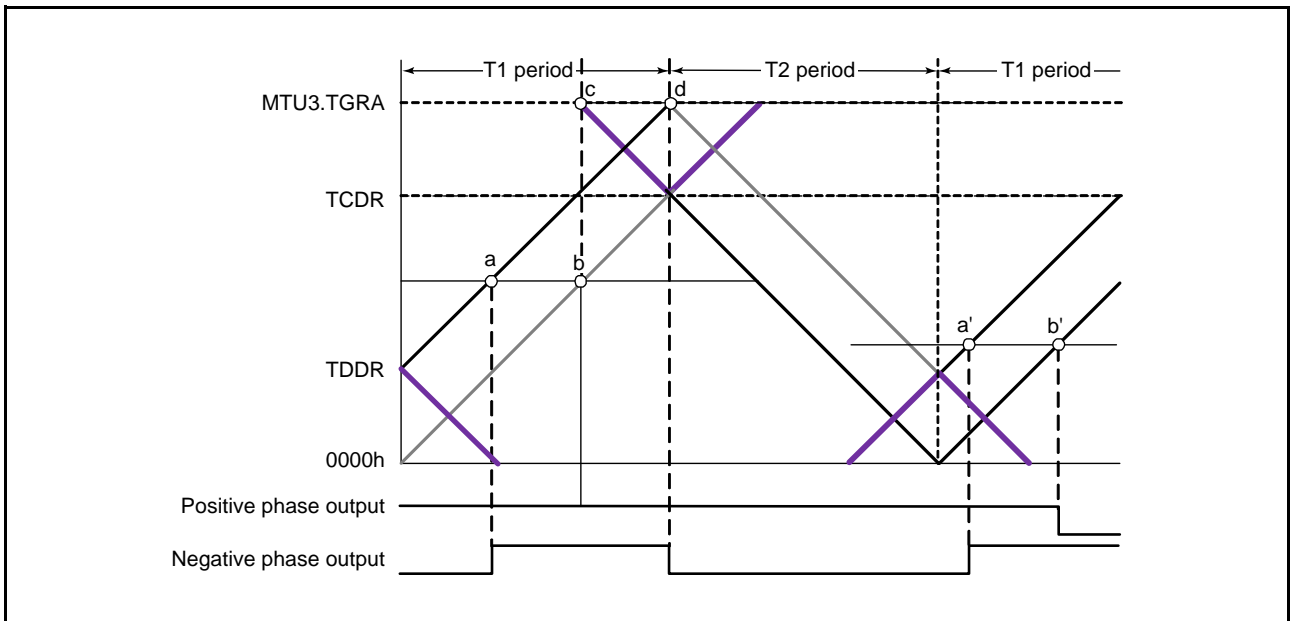 T1 period T2 period T1 period
MTU3.TGRA c d
TCDR
a b
a' b'
TDDR
0000h
Positive phase output
Negative phase output